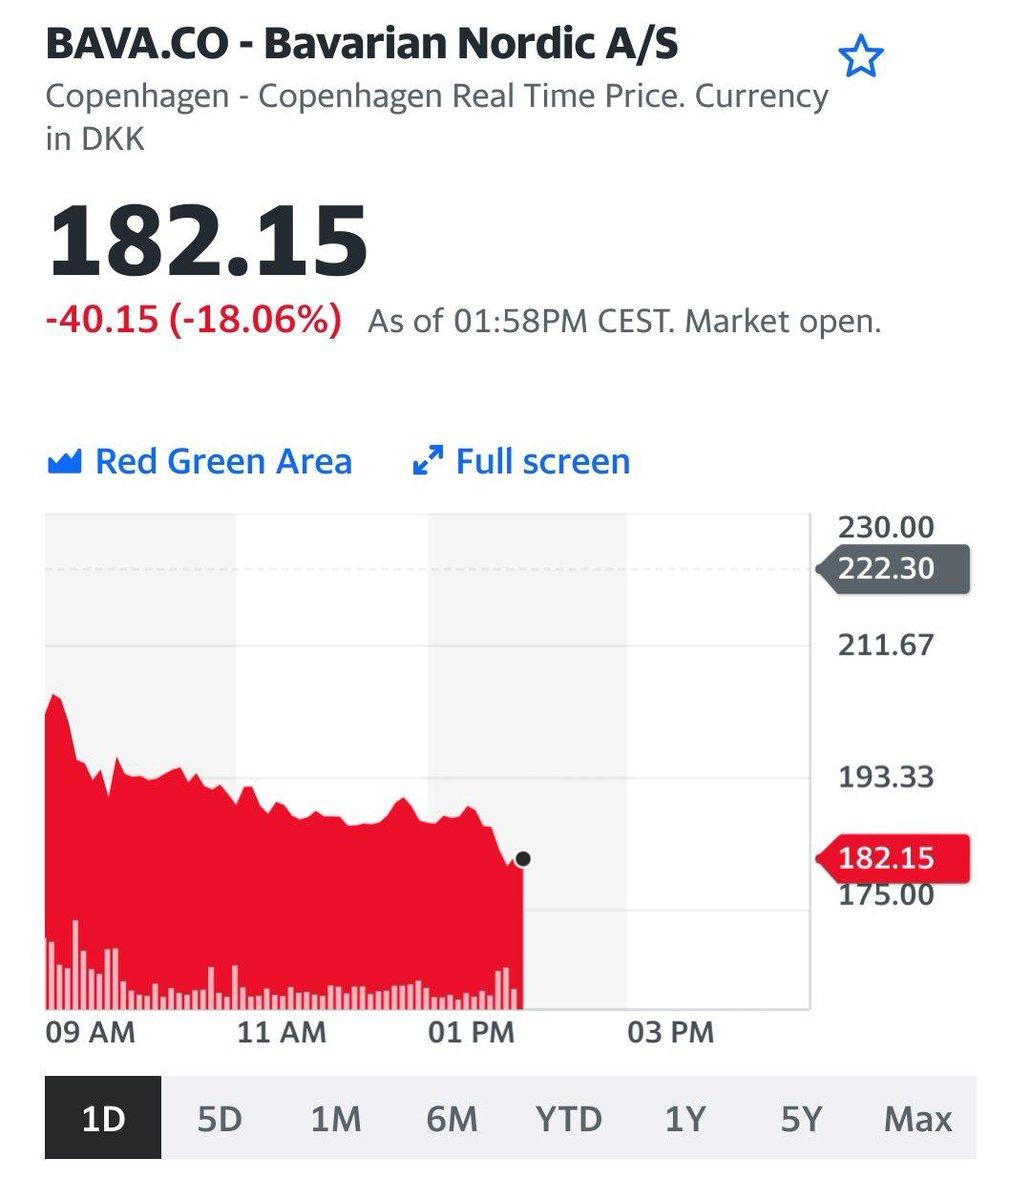 BAVA.CO - Bavarian Nordic A/S
Copenhagen - Copenhagen Real Time Price. Currency
in DKK
182.15
-40.15 (-18.06%) As of 01:58PM CEST. Market open.
Red Green Area Full screen
230.00
222.30
211.67
193.33
182.15
175.00
09 AM 11 AM 01 PM 03 PM
1D 5D 1M 6M YTD 1Y 5Y Max